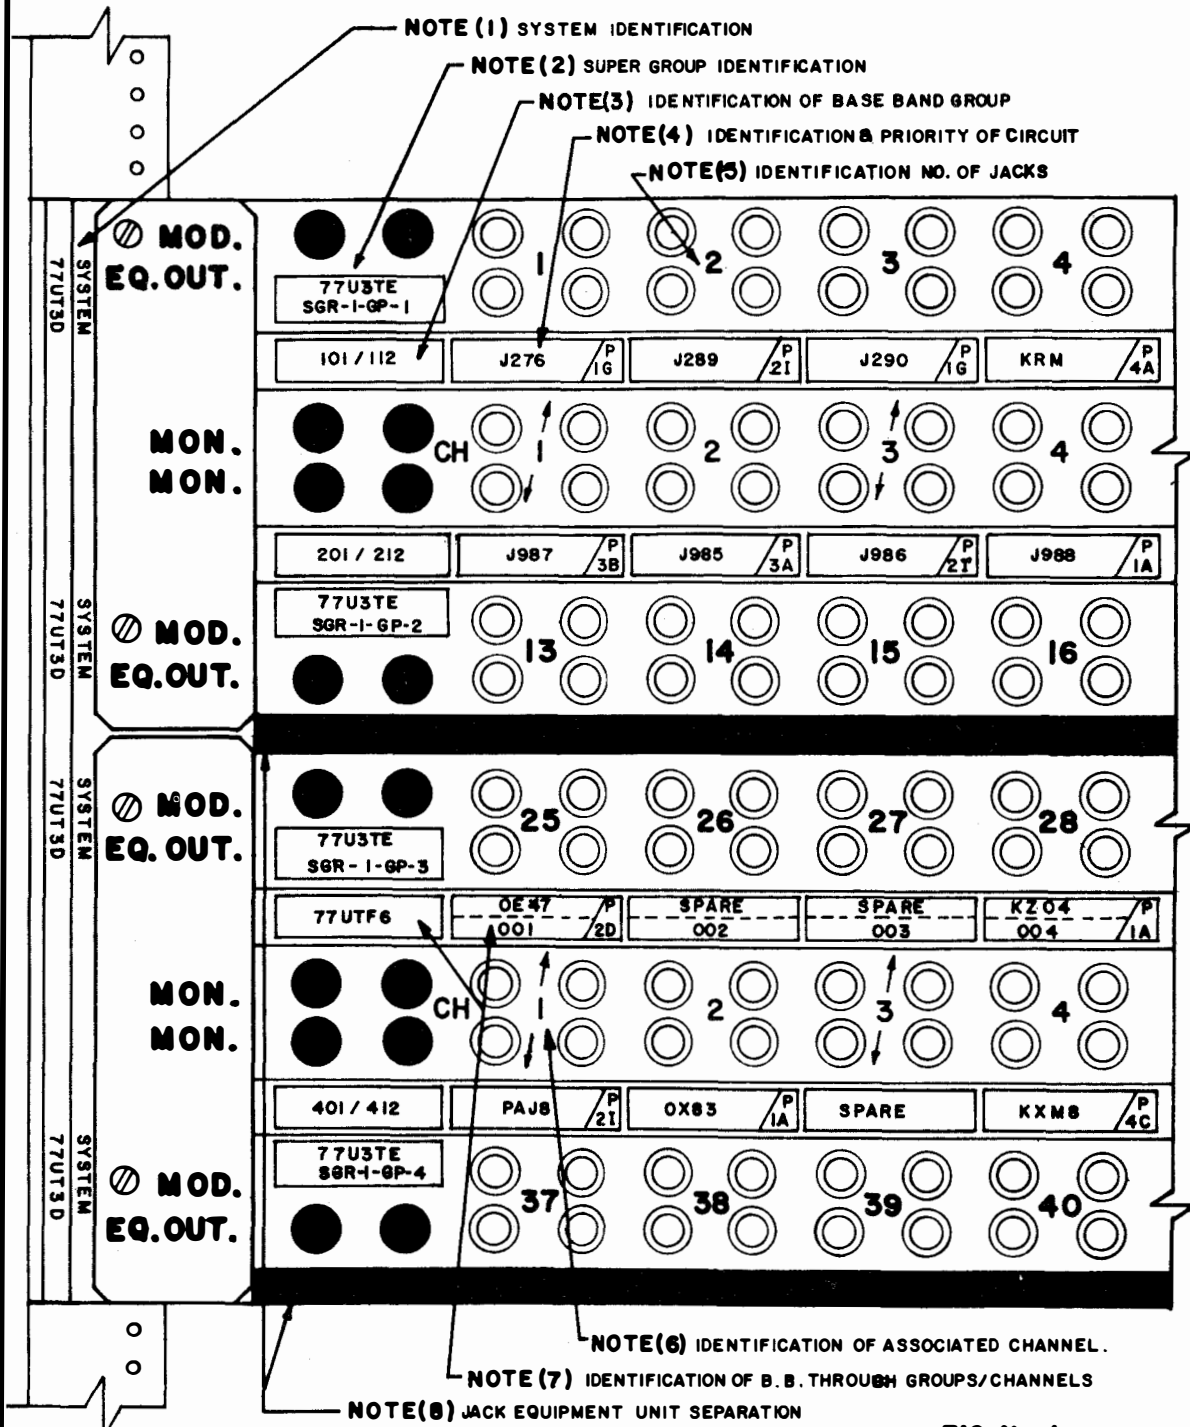 NOTE (1) SYSTEM IDENTIFICATION
NOTE (2) SUPER GROUP IDENTIFICATION
NOTE(3) IDENTIFICATION OF BASE BAND GROUP
NOTE(4) IDENTIFICATION & PRIORITY OF CIRCUIT
NOTE(5) IDENTIFICATION NO. OF JACKS
SYSTEM
77UT3D
MOD.
EQ.OUT.
77U3TE
SGR-1-GP-1
1 2 3 4
101/112 J276 P/1G J289 P/2I J290 P/1G KRM P/4A
MON.
MON.
CH 1 2 3 4
201/212 J987 P/3B J985 P/3A J986 P/2I J988 P/1A
SYSTEM
77UT3D
MOD.
EQ.OUT.
77U3TE
SGR-1-GP-2
13 14 15 16
SYSTEM
77UT3D
MOD.
EQ. OUT.
77U3TE
SGR-1-GP-3
25 26 27 28
77UTF6 OE47 P/2D SPARE SPARE KZ04 P/1A
001 002 003 004
MON.
MON.
CH 1 2 3 4
401/412 PAJ8 P/2I OX83 P/1A SPARE KXM8 P/4C
SYSTEM
77UT3D
MOD.
EQ.OUT.
77U3TE
SGR-1-GP-4
37 38 39 40
NOTE(6) IDENTIFICATION OF ASSOCIATED CHANNEL.
NOTE (7) IDENTIFICATION OF B.B. THROUGH GROUPS/CHANNELS
NOTE(8) JACK EQUIPMENT UNIT SEPARATION